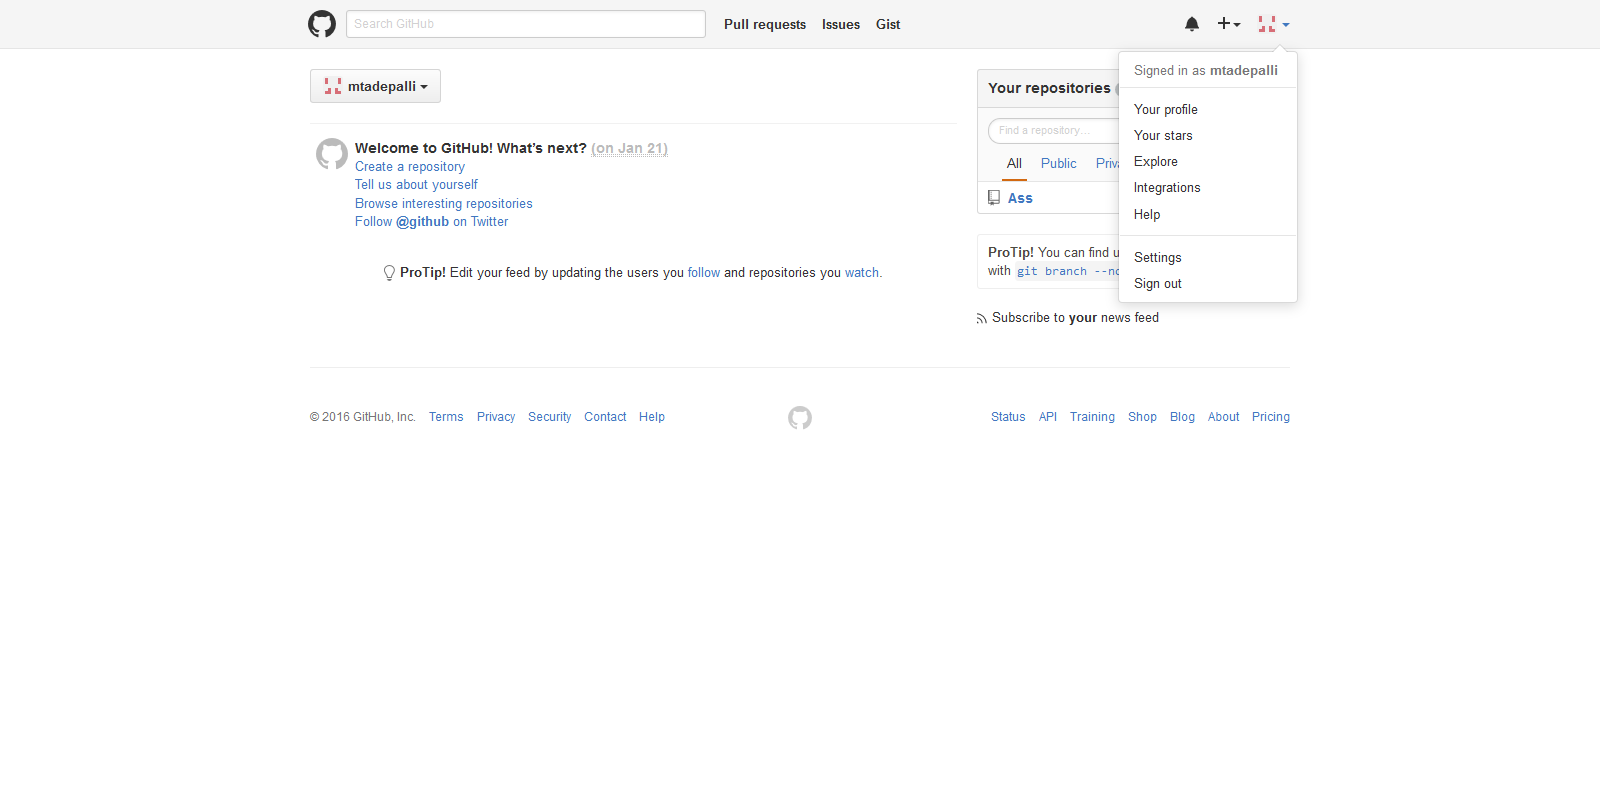 Search GitHub
Pull requests Issues Gist
Signed in as mtadepalli
Your profile
Your stars
Explore
Integrations
Help
Settings
Sign out
mtadepalli
Welcome to GitHub! What’s next? (on Jan 21)
Create a repository
Tell us about yourself
Browse interesting repositories
Follow @github on Twitter
ProTip! Edit your feed by updating the users you follow and repositories you watch.
Your repositories
Find a repository…
All Public
Ass
ProTip! You can find
with git branch
Subscribe to your news feed
© 2016 GitHub, Inc. Terms Privacy Security Contact Help
Status API Training Shop Blog About Pricing